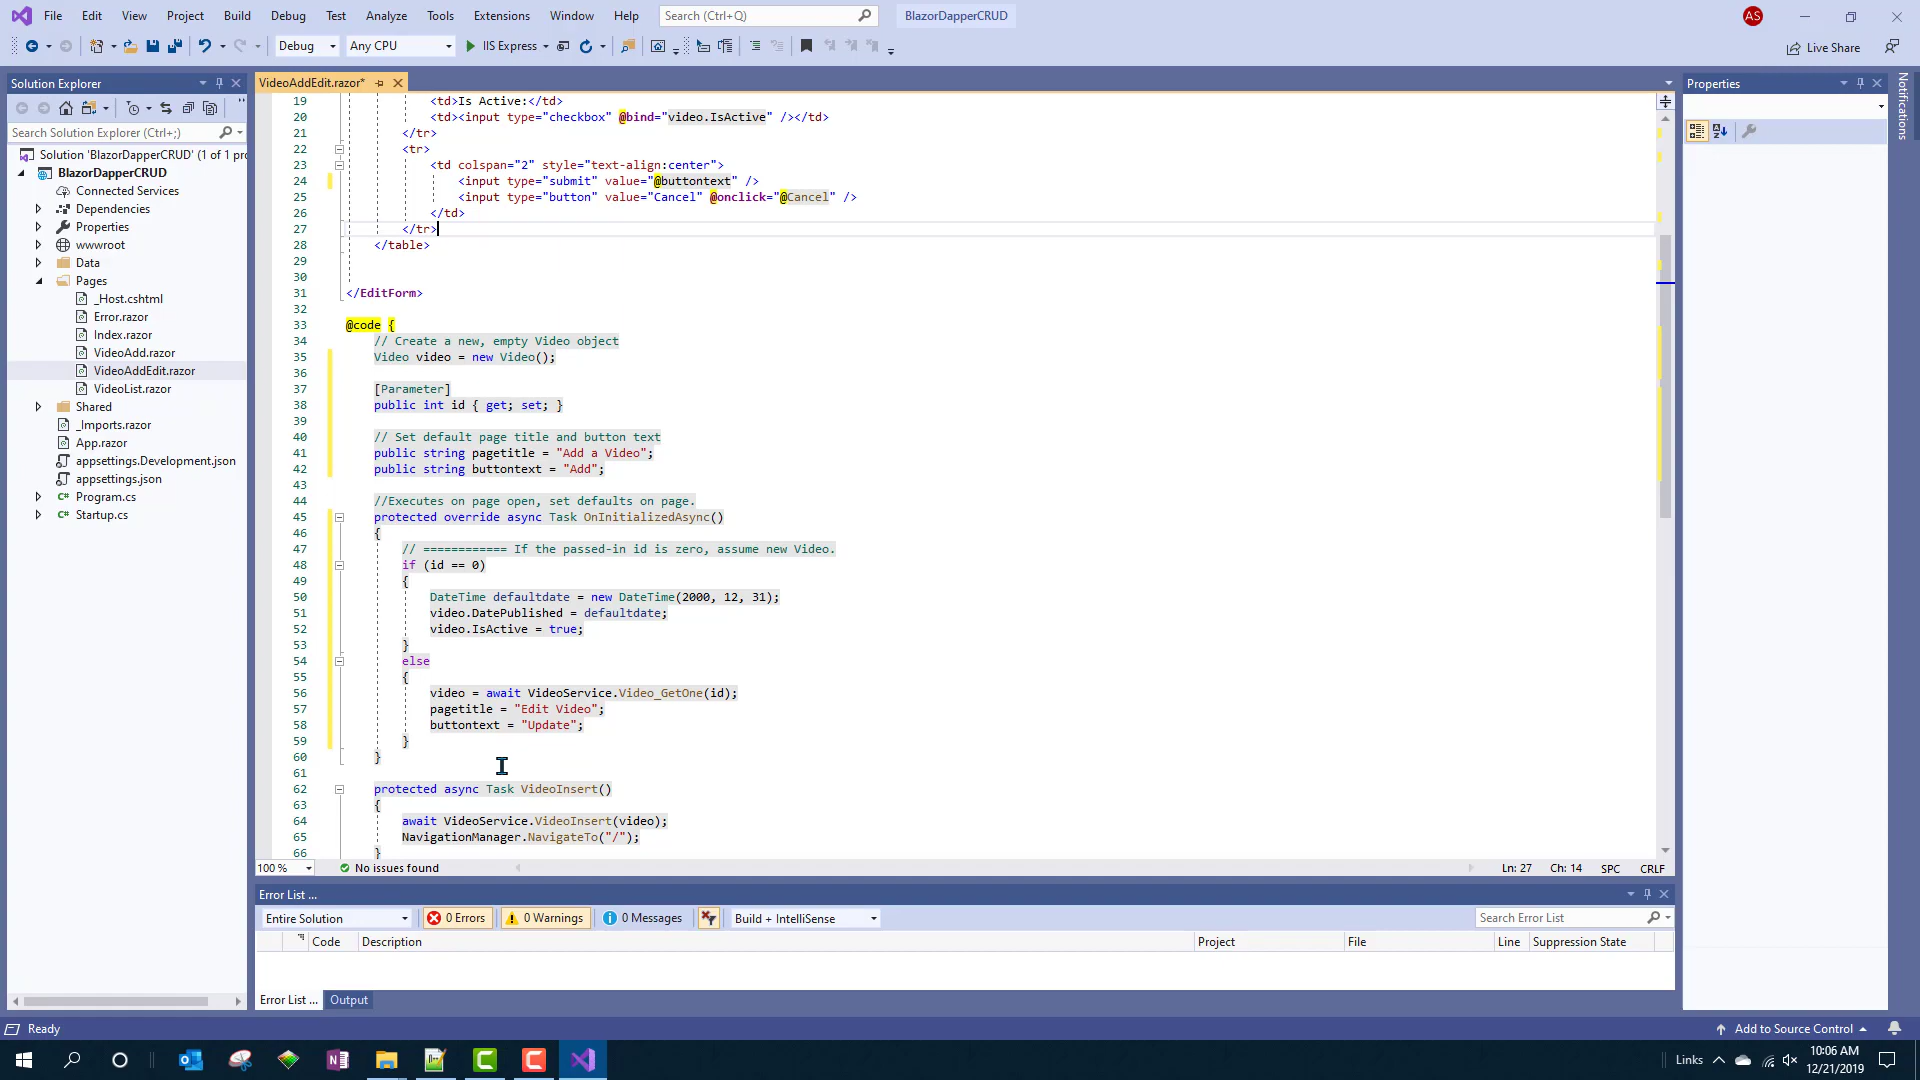 File Edit View Project Build Debug Test Analyze Tools Extensions Window Help Search (Ctrl+Q) BlazorDapperCRUD AS
Debug Any CPU IIS Express Live Share
Solution Explorer
Search Solution Explorer (Ctrl+;)
Solution 'BlazorDapperCRUD' (1 of 1 pro
BlazorDapperCRUD
Connected Services
Dependencies
Properties
wwwroot
Data
Pages
_Host.cshtml
Error.razor
Index.razor
VideoAdd.razor
VideoAddEdit.razor
VideoList.razor
Shared
_Imports.razor
App.razor
appsettings.Development.json
appsettings.json
Program.cs
Startup.cs
VideoAddEdit.razor*
19 <td>Is Active:</td>
20 <td><input type="checkbox" @bind="video.IsActive" /></td>
21 </tr>
22 <tr>
23 <td colspan="2" style="text-align:center">
24 <input type="submit" value="@buttontext" />
25 <input type="button" value="Cancel" @onclick="@Cancel" />
26 </td>
27 </tr>
28 </table>
29
30
31 </EditForm>
32
33 @code {
34 // Create a new, empty Video object
35 Video video = new Video();
36
37 [Parameter]
38 public int id { get; set; }
39
40 // Set default page title and button text
41 public string pagetitle = "Add a Video";
42 public string buttontext = "Add";
43
44 //Executes on page open, set defaults on page.
45 protected override async Task OnInitializedAsync()
46 {
47 // ============ If the passed-in id is zero, assume new Video.
48 if (id == 0)
49 {
50 DateTime defaultdate = new DateTime(2000, 12, 31);
51 video.DatePublished = defaultdate;
52 video.IsActive = true;
53 }
54 else
55 {
56 video = await VideoService.Video_GetOne(id);
57 pagetitle = "Edit Video";
58 buttontext = "Update";
59 }
60 }
61
62 protected async Task VideoInsert()
63 {
64 await VideoService.VideoInsert(video);
65 NavigationManager.NavigateTo("/");
66 }
100 % No issues found Ln: 27 Ch: 14 SPC CRLF
Error List ...
Entire Solution 0 Errors 0 Warnings 0 Messages Build + IntelliSense Search Error List
Code Description Project File Line Suppression State
Error List ... Output
Properties
Notifications
Ready Add to Source Control
Links 10:06 AM
12/21/2019